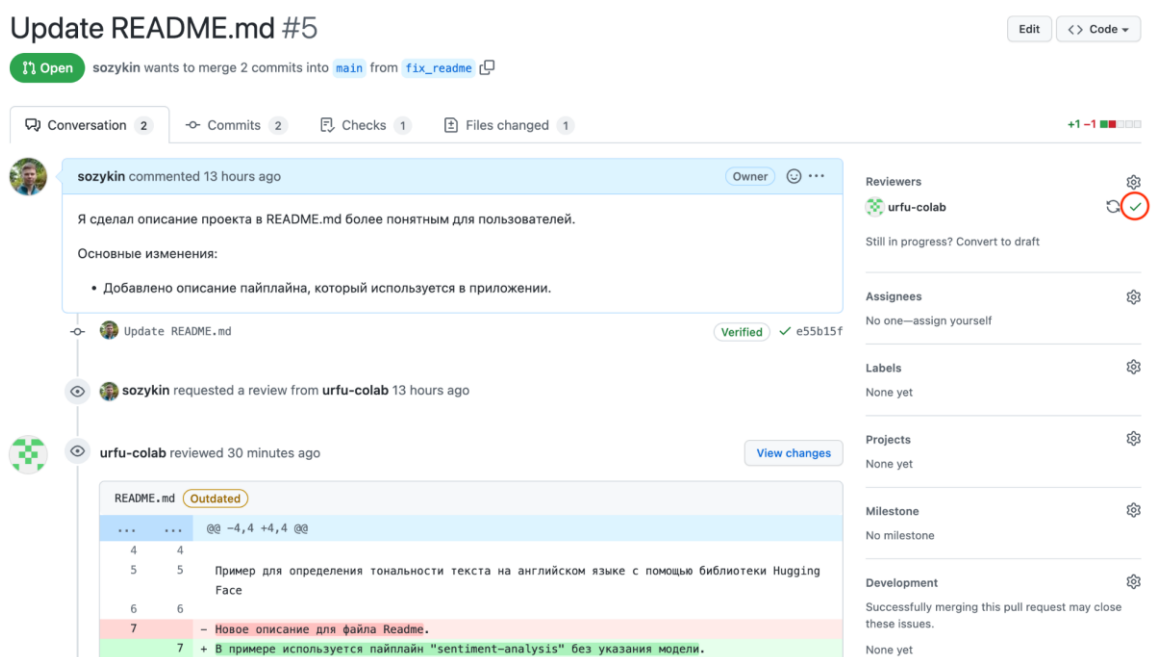 Update README.md #5
Edit
<> Code
Open
sozykin wants to merge 2 commits into main from fix_readme
Conversation 2
Commits 2
Checks 1
Files changed 1
+1 −1
sozykin commented 13 hours ago
Owner
Я сделал описание проекта в README.md более понятным для пользователей.
Основные изменения:
• Добавлено описание пайплайна, который используется в приложении.
Update README.md
Verified
e55b15f
sozykin requested a review from urfu-colab 13 hours ago
urfu-colab reviewed 30 minutes ago
View changes
README.md Outdated
... ... @@ -4,4 +4,4 @@
4 4
5 5 Пример для определения тональности текста на английском языке с помощью библиотеки Hugging
Face
6 6
7 - Новое описание для файла Readme.
7 + В примере используется пайплайн "sentiment-analysis" без указания модели.
Reviewers
urfu-colab
Still in progress? Convert to draft
Assignees
No one—assign yourself
Labels
None yet
Projects
None yet
Milestone
No milestone
Development
Successfully merging this pull request may close
these issues.
None yet